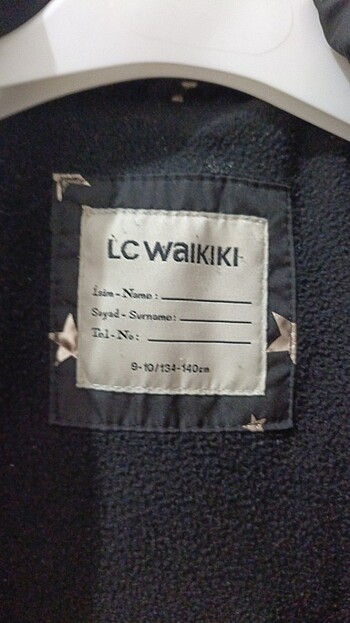 LC WAIKIKI
İsim - Name :
Soyad - Surname :
Tel - No :
9-10/134-140cm